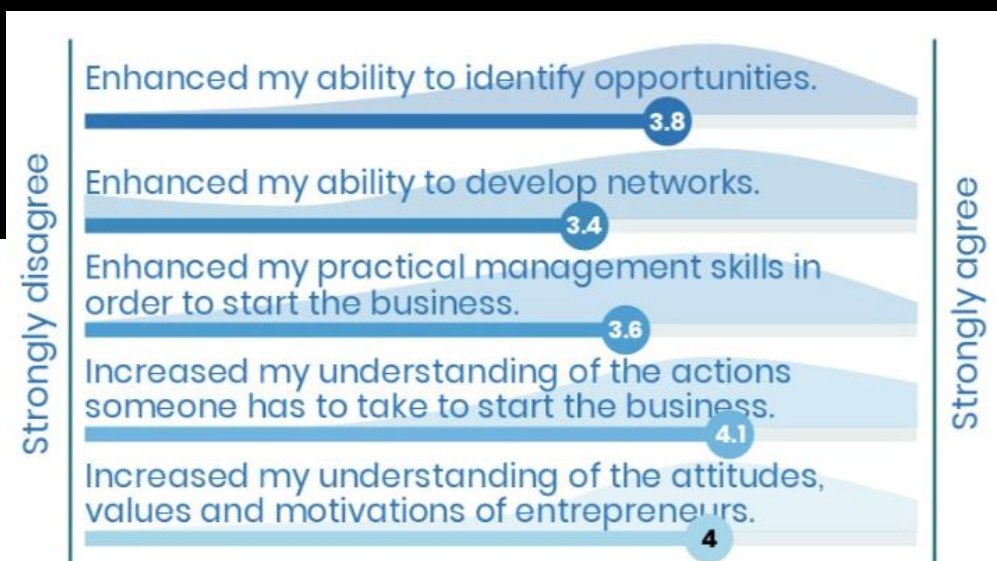 Strongly disagree
Enhanced my ability to identify opportunities.
3.8
Enhanced my ability to develop networks.
3.4
Enhanced my practical management skills in
order to start the business.
3.6
Increased my understanding of the actions
someone has to take to start the business.
4.1
Increased my understanding of the attitudes,
values and motivations of entrepreneurs.
4
Strongly agree